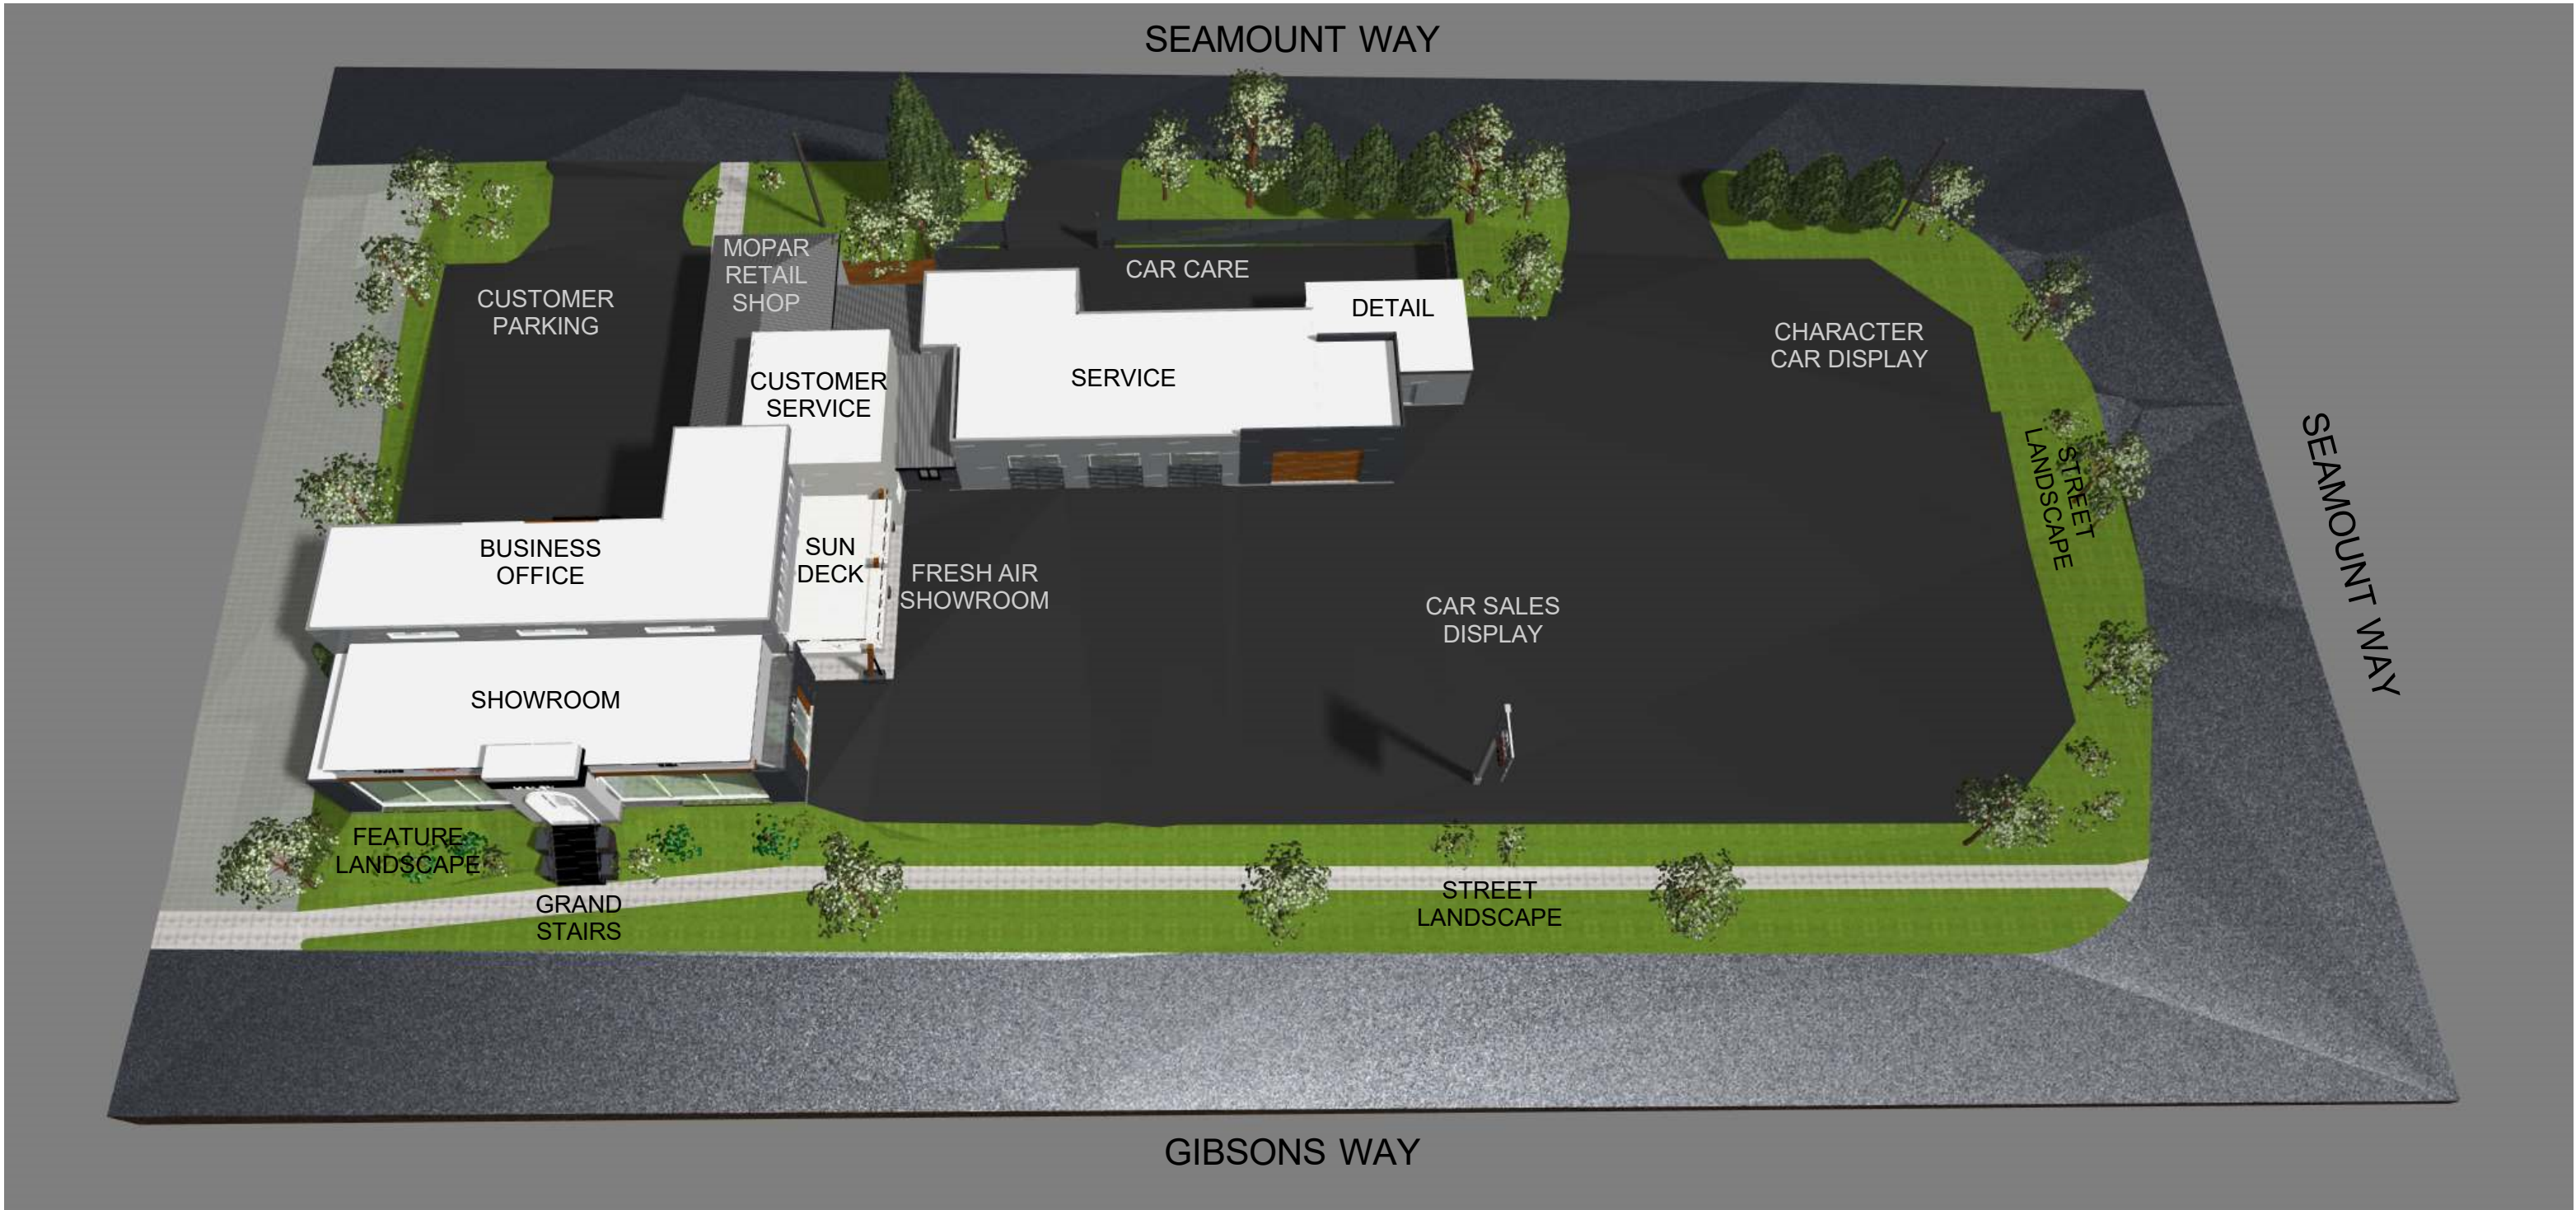 SEAMOUNT WAY
MOPAR
RETAIL
SHOP
CAR CARE
DETAIL
CUSTOMER
PARKING
CHARACTER
CAR DISPLAY
CUSTOMER
SERVICE
SERVICE
STREET
LANDSCAPE
SEAMOUNT WAY
BUSINESS
OFFICE
SUN
DECK
FRESH AIR
SHOWROOM
CAR SALES
DISPLAY
SHOWROOM
FEATURE
LANDSCAPE
GRAND
STAIRS
STREET
LANDSCAPE
GIBSONS WAY